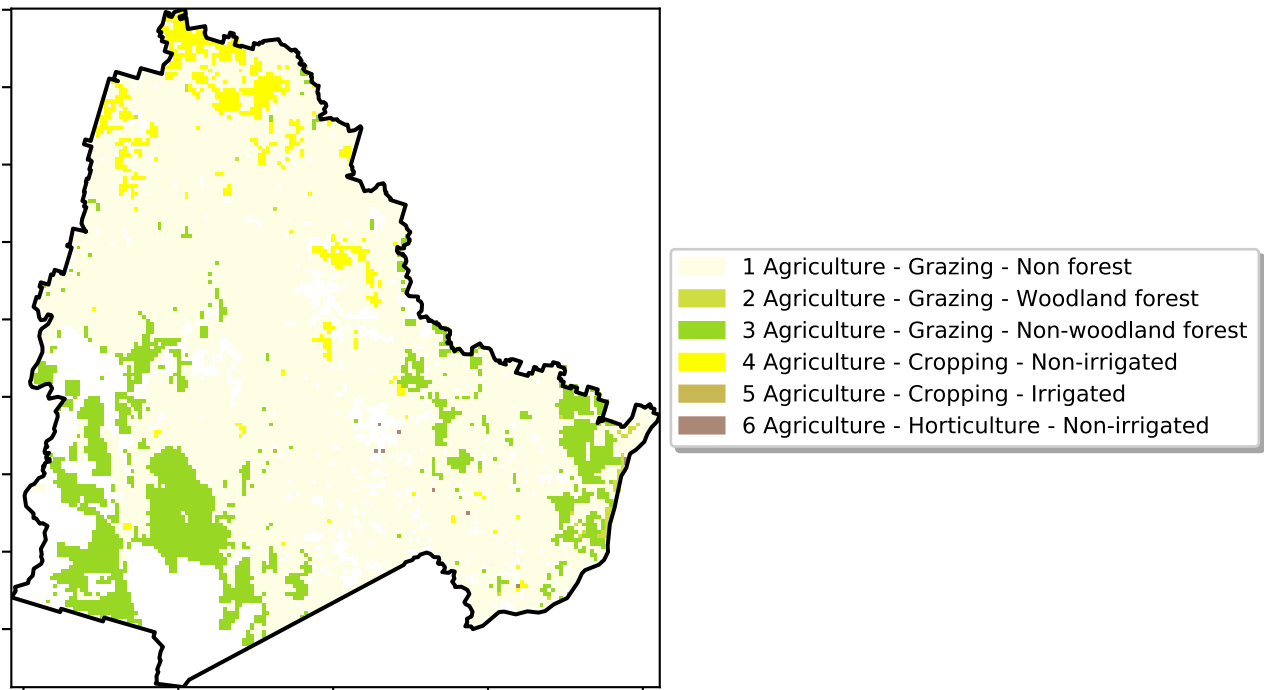 1 Agriculture - Grazing - Non forest
2 Agriculture - Grazing - Woodland forest
3 Agriculture - Grazing - Non-woodland forest
4 Agriculture - Cropping - Non-irrigated
5 Agriculture - Cropping - Irrigated
6 Agriculture - Horticulture - Non-irrigated